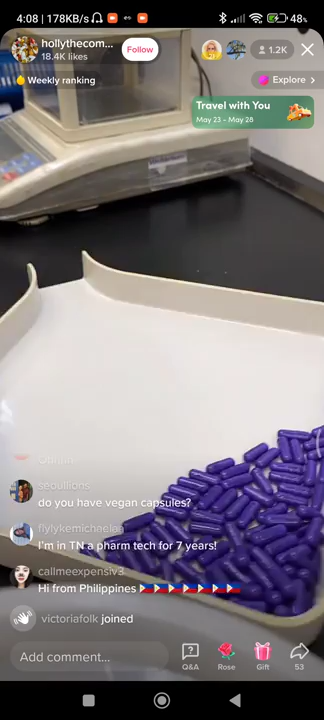 4:08 | 178KB/s
48%
hollythecom...
18.4K likes
Follow
1.2K
Weekly ranking
Explore >
Travel with You
May 23 – May 28
seoullions
do you have vegan capsules?
flylykemicheelea
I'm in TN a pharm tech for 7 years!
callmeexpensiv3
Hi from Philippines 🇵🇭🇵🇭🇵🇭🇵🇭🇵🇭🇵🇭🇵🇭
victoriafolk joined
Add comment...
Q&A
Rose
Gift
53